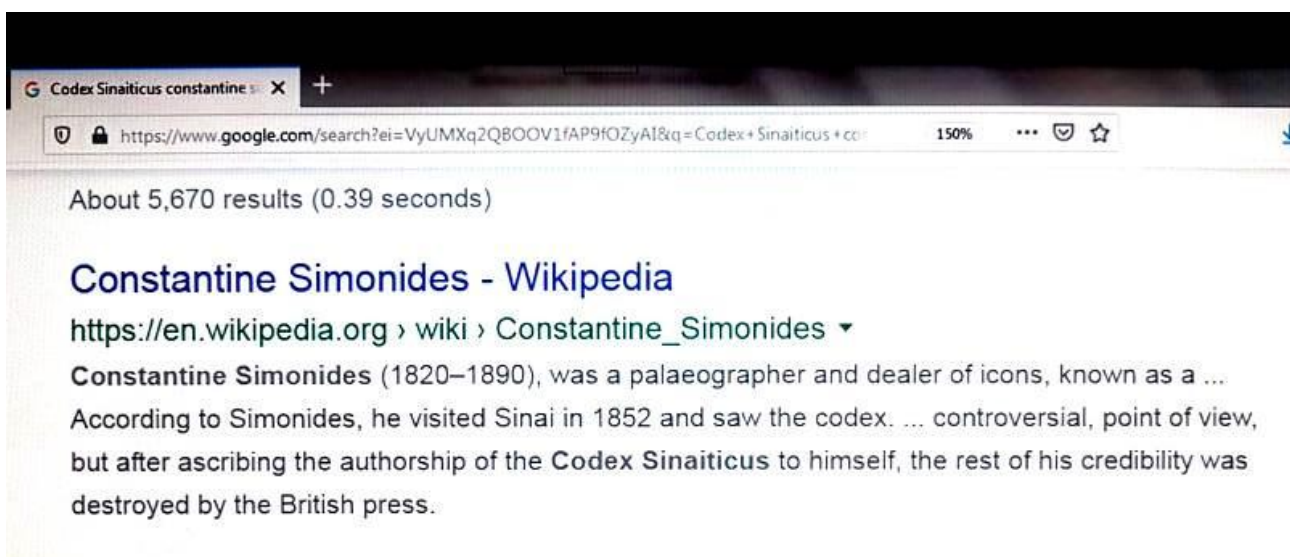 G Codex Sinaiticus constantine
https://www.google.com/search?ei=VyUMXq2QBOOV1fAP9fOZyAI&q=Codex+Sinaiticus+co 150%
About 5,670 results (0.39 seconds)
Constantine Simonides - Wikipedia
https://en.wikipedia.org › wiki › Constantine_Simonides
Constantine Simonides (1820–1890), was a palaeographer and dealer of icons, known as a ...
According to Simonides, he visited Sinai in 1852 and saw the codex. ... controversial, point of view,
but after ascribing the authorship of the Codex Sinaiticus to himself, the rest of his credibility was
destroyed by the British press.